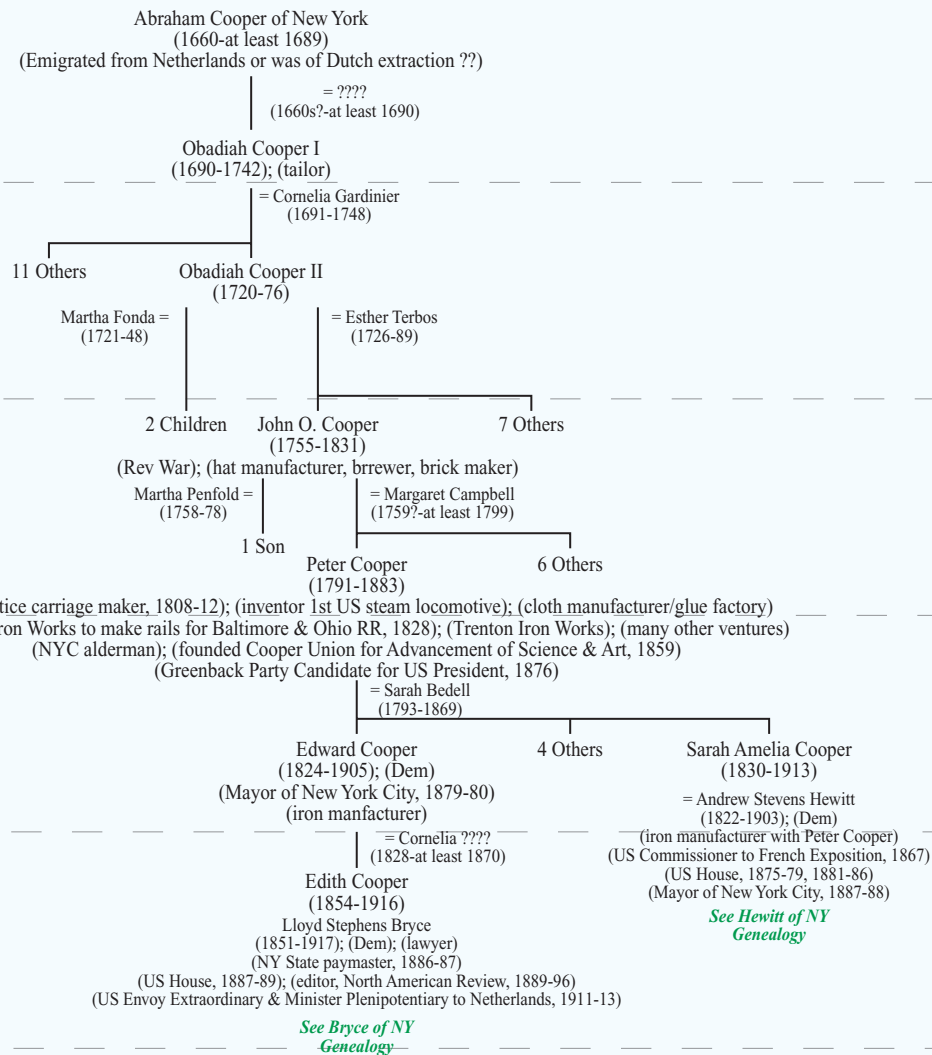 Abraham Cooper of New York
(1660-at least 1689)
(Emigrated from Netherlands or was of Dutch extraction ??)
= ????
(1660s?-at least 1690)
Obadiah Cooper I
(1690-1742); (tailor)
= Cornelia Gardinier
(1691-1748)
11 Others
Obadiah Cooper II
(1720-76)
Martha Fonda =
(1721-48)
= Esther Terbos
(1726-89)
2 Children
John O. Cooper
(1755-1831)
(Rev War); (hat manufacturer, brrewer, brick maker)
7 Others
Martha Penfold =
(1758-78)
= Margaret Campbell
(1759?-at least 1799)
1 Son
Peter Cooper
(1791-1883)
6 Others
tice carriage maker, 1808-12); (inventor 1st US steam locomotive); (cloth manufacturer/glue factory)
ron Works to make rails for Baltimore & Ohio RR, 1828); (Trenton Iron Works); (many other ventures)
(NYC alderman); (founded Cooper Union for Advancement of Science & Art, 1859)
(Greenback Party Candidate for US President, 1876)
= Sarah Bedell
(1793-1869)
Edward Cooper
(1824-1905); (Dem)
(Mayor of New York City, 1879-80)
(iron manfacturer)
4 Others
Sarah Amelia Cooper
(1830-1913)
= Andrew Stevens Hewitt
(1822-1903); (Dem)
(iron manufacturer with Peter Cooper)
(US Commissioner to French Exposition, 1867)
(US House, 1875-79, 1881-86)
(Mayor of New York City, 1887-88)
See Hewitt of NY
Genealogy
= Cornelia ????
(1828-at least 1870)
Edith Cooper
(1854-1916)
Lloyd Stephens Bryce
(1851-1917); (Dem); (lawyer)
(NY State paymaster, 1886-87)
(US House, 1887-89); (editor, North American Review, 1889-96)
(US Envoy Extraordinary & Minister Plenipotentiary to Netherlands, 1911-13)
See Bryce of NY
Genealogy